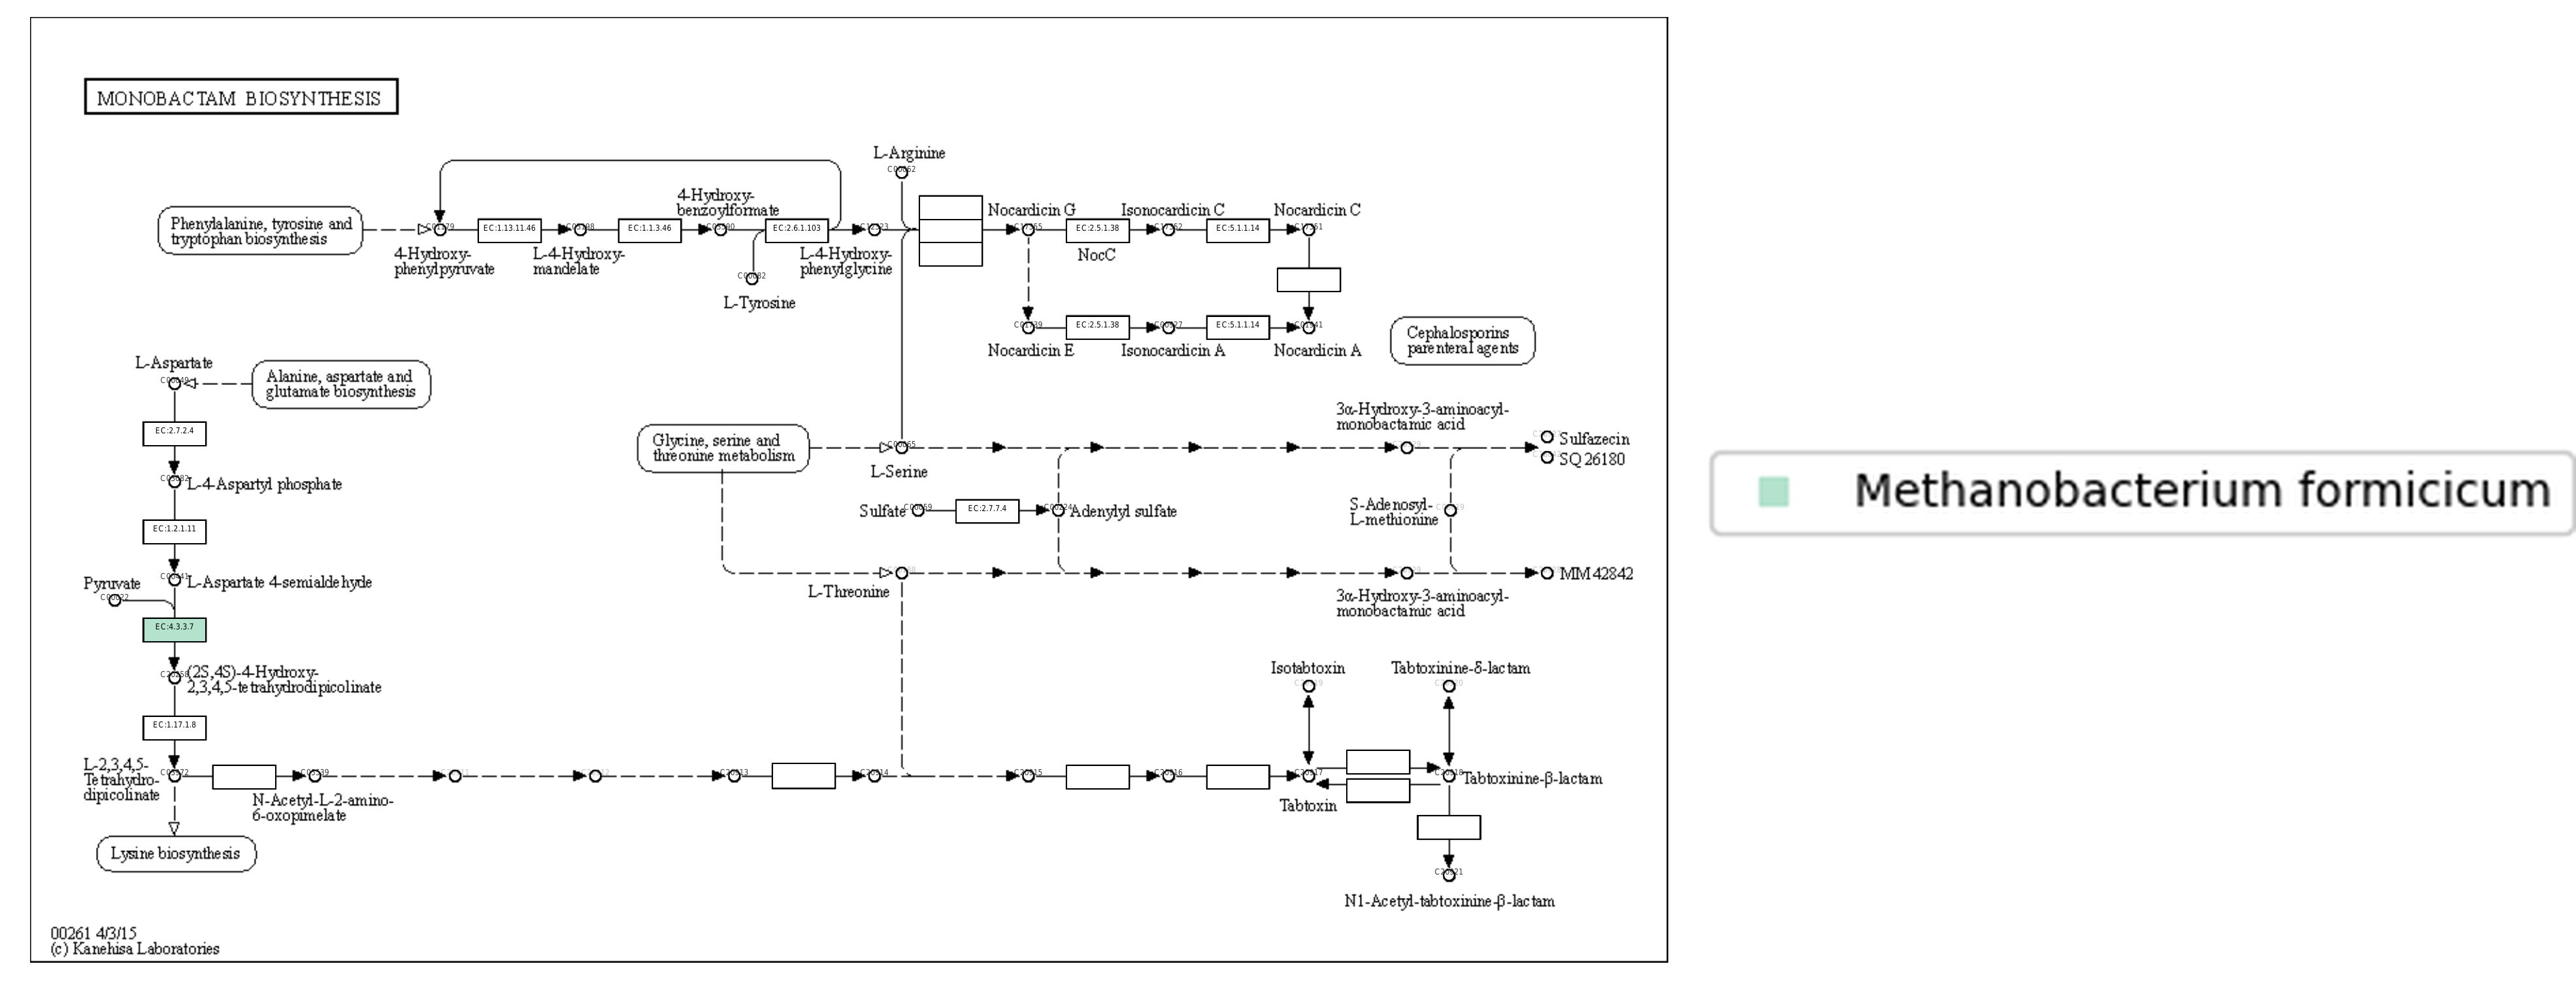 MONOBACTAM BIOSYNTHESIS
L-Arginine
4-Hydroxy-
benzoylformate
Phenylalanine, tyrosine and
tryptophan biosynthesis
EC:1.13.11.46
EC:1.1.3.46
EC:2.6.1.103
Nocardicin G
EC:2.5.1.38
Isonocardicin C
EC:5.1.1.14
Nocardicin C
4-Hydroxy-
phenylpyruvate
L-4-Hydroxy-
mandelate
L-4-Hydroxy-
phenylglycine
NocC
L-Tyrosine
EC:2.5.1.38
EC:5.1.1.14
Nocardicin E
Isonocardicin A
Nocardicin A
Cephalosporins
parenteral agents
L-Aspartate
Alanine, aspartate and
glutamate biosynthesis
EC:2.7.2.4
L-4-Aspartyl phosphate
EC:1.2.1.11
L-Aspartate 4-semialdehyde
Pyruvate
EC:4.3.3.7
(2S,4S)-4-Hydroxy-
2,3,4,5-tetrahydrodipicolinate
EC:1.17.1.8
L-2,3,4,5-
Tetrahydro-
dipicolinate
N-Acetyl-L-2-amino-
6-oxopimelate
Lysine biosynthesis
Glycine, serine and
threonine metabolism
L-Serine
3α-Hydroxy-3-aminoacyl-
monobactamic acid
Sulfazecin
SQ 26180
Sulfate
EC:2.7.7.4
Adenylyl sulfate
S-Adenosyl-
L-methionine
L-Threonine
MM 42842
3α-Hydroxy-3-aminoacyl-
monobactamic acid
Isotabtoxin
Tabtoxinine-δ-lactam
Tabtoxin
Tabtoxinine-β-lactam
N1-Acetyl-tabtoxinine-β-lactam
00261 4/3/15
(c) Kanehisa Laboratories
Methanobacterium formicicum